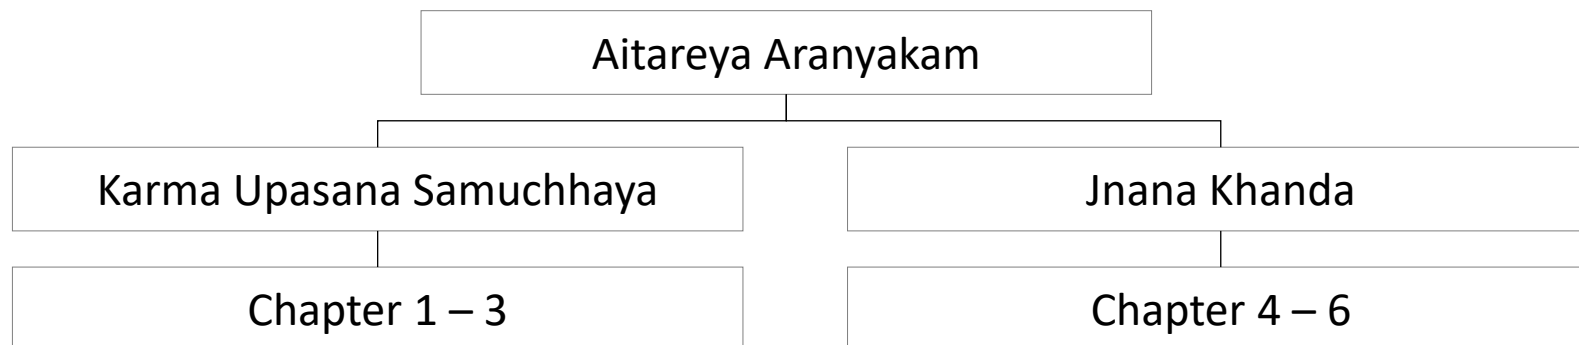 Aitareya Aranyakam
Karma Upasana Samuchhaya
Jnana Khanda
Chapter 1 – 3
Chapter 4 – 6